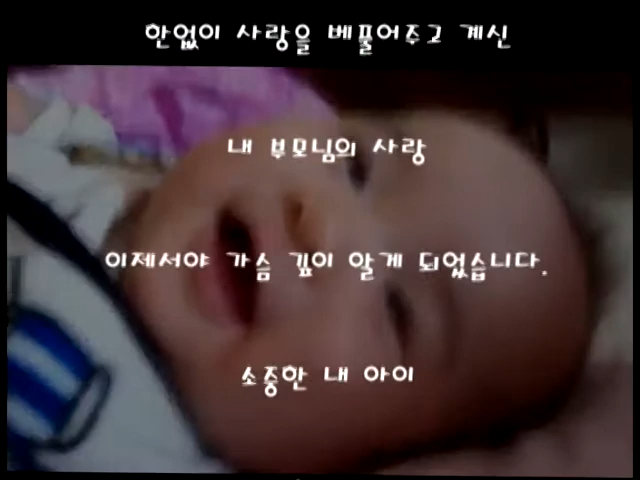 한없이 사랑을 베풀어주고 계신
내 부모님의 사랑
이제서야 가슴 깊이 알게 되었습니다.
소중한 내 아이